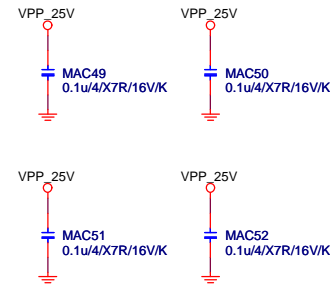 VPP_25V VPP_25V
MAC49 MAC50
0.1u/4/X7R/16V/K 0.1u/4/X7R/16V/K
VPP_25V VPP_25V
MAC51 MAC52
0.1u/4/X7R/16V/K 0.1u/4/X7R/16V/K